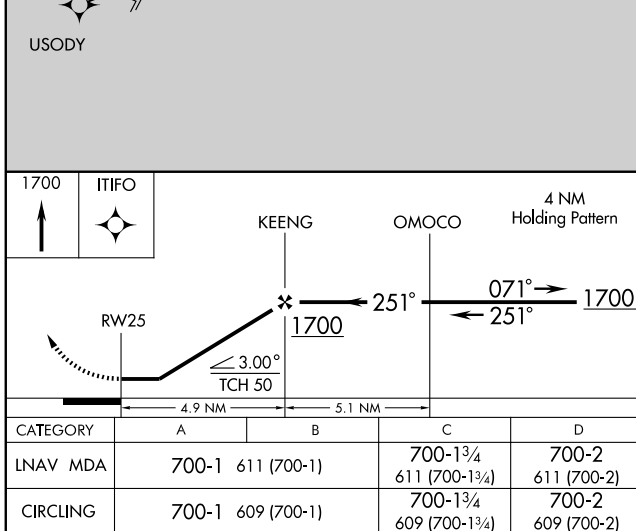 USODY
1700 ITIFO
4 NM
Holding Pattern
KEENG OMOCO
071°
251° 1700
251°
1700
RW25
3.00°
TCH 50
4.9 NM 5.1 NM
CATEGORY A B C D
LNAV MDA 700-1 611 (700-1) 700-1¾ 611 (700-1¾) 700-2 611 (700-2)
CIRCLING 700-1 609 (700-1) 700-1¾ 609 (700-1¾) 700-2 609 (700-2)